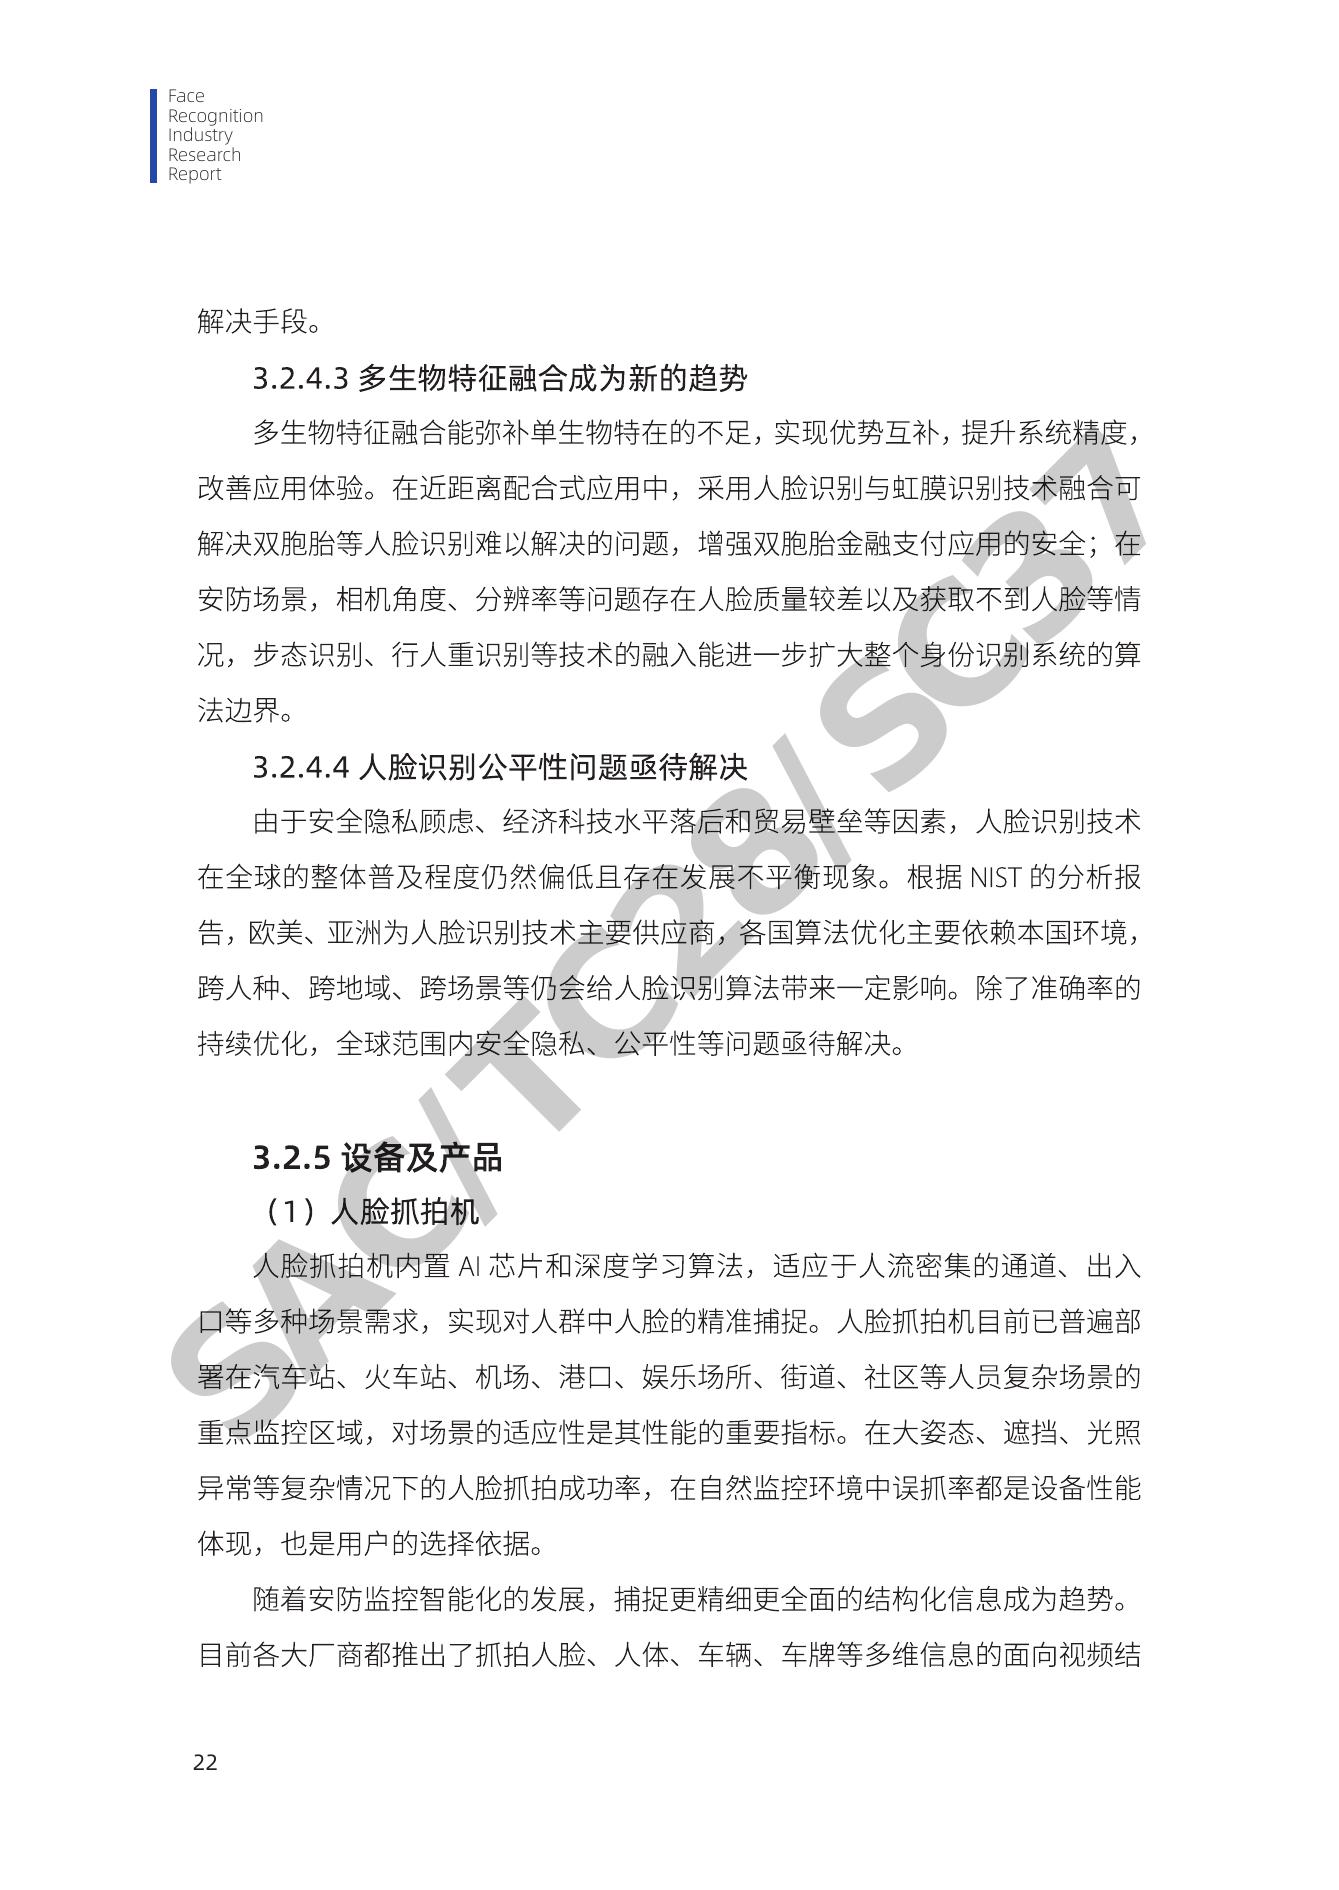 Face
Recognition
Industry
Research
Report
解决手段。
3.2.4.3 多生物特征融合成为新的趋势
多生物特征融合能弥补单生物特在的不足，实现优势互补，提升系统精度，
改善应用体验。在近距离配合式应用中，采用人脸识别与虹膜识别技术融合可
解决双胞胎等人脸识别难以解决的问题，增强双胞胎金融支付应用的安全；在
安防场景，相机角度、分辨率等问题存在人脸质量较差以及获取不到人脸等情
况，步态识别、行人重识别等技术的融入能进一步扩大整个身份识别系统的算
法边界。
3.2.4.4 人脸识别公平性问题亟待解决
由于安全隐私顾虑、经济科技水平落后和贸易壁垒等因素，人脸识别技术
在全球的整体普及程度仍然偏低且存在发展不平衡现象。根据 NIST 的分析报
告，欧美、亚洲为人脸识别技术主要供应商，各国算法优化主要依赖本国环境，
跨人种、跨地域、跨场景等仍会给人脸识别算法带来一定影响。除了准确率的
持续优化，全球范围内安全隐私、公平性等问题亟待解决。
3.2.5 设备及产品
（1）人脸抓拍机
人脸抓拍机内置 AI 芯片和深度学习算法，适应于人流密集的通道、出入
口等多种场景需求，实现对人群中人脸的精准捕捉。人脸抓拍机目前已普遍部
署在汽车站、火车站、机场、港口、娱乐场所、街道、社区等人员复杂场景的
重点监控区域，对场景的适应性是其性能的重要指标。在大姿态、遮挡、光照
异常等复杂情况下的人脸抓拍成功率，在自然监控环境中误抓率都是设备性能
体现，也是用户的选择依据。
随着安防监控智能化的发展，捕捉更精细更全面的结构化信息成为趋势。
目前各大厂商都推出了抓拍人脸、人体、车辆、车牌等多维信息的面向视频结
22
SAC/TC28/SC37